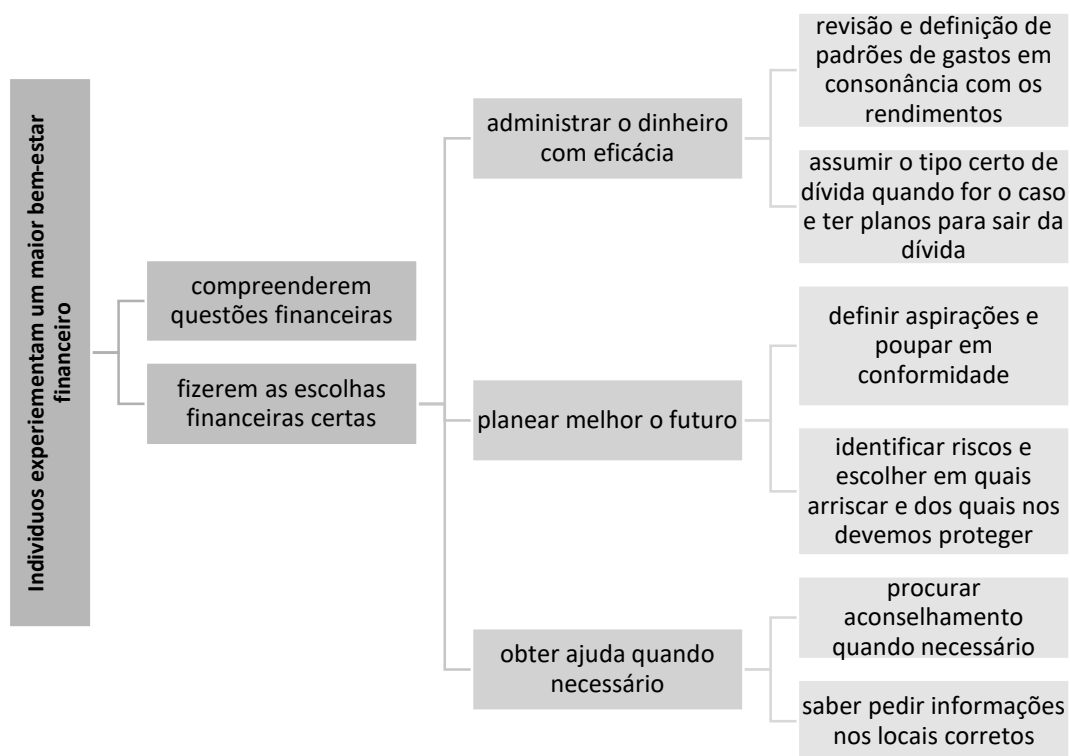 Individuos experiementam um maior bem-estar
financeiro
compreenderem
questões financeiras
fizerem as escolhas
financeiras certas
administrar o dinheiro
com eficácia
revisão e definição de
padrões de gastos em
consonância com os
rendimentos
assumir o tipo certo de
dívida quando for o caso
e ter planos para sair da
dívida
planear melhor o futuro
definir aspirações e
poupar em
conformidade
identificar riscos e
escolher em quais
arriscar e dos quais nos
devemos proteger
obter ajuda quando
necessário
procurar
aconselhamento
quando necessário
saber pedir informações
nos locais corretos